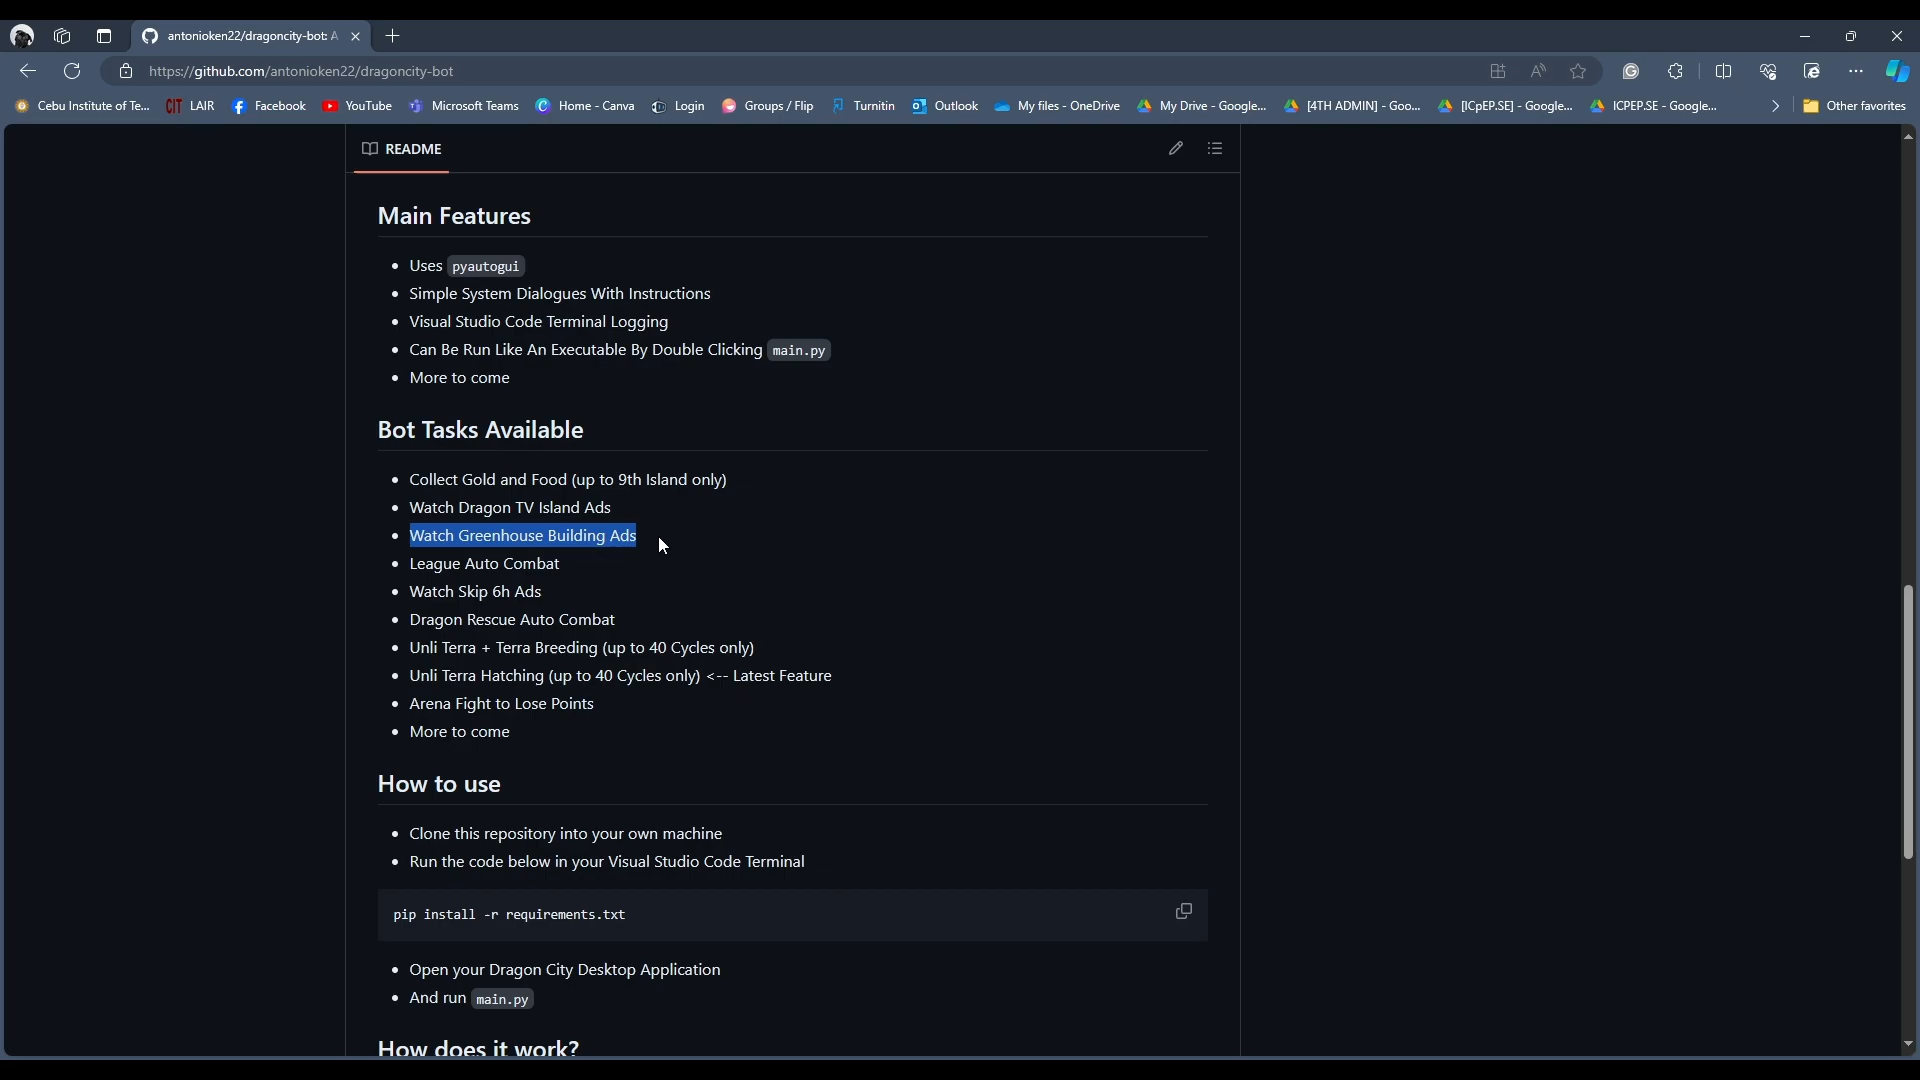 antonioken22/dragoncity-bot: A
https://github.com/antonioken22/dragoncity-bot
Cebu Institute of Te... LAIR Facebook YouTube Microsoft Teams Home - Canva Login Groups / Flip Turnitin Outlook My files - OneDrive My Drive - Google... [4TH ADMIN] - Goo... [ICpEP.SE] - Google... ICPEP.SE - Google... Other favorites
README
Main Features
Uses pyautogui
Simple System Dialogues With Instructions
Visual Studio Code Terminal Logging
Can Be Run Like An Executable By Double Clicking main.py
More to come
Bot Tasks Available
Collect Gold and Food (up to 9th Island only)
Watch Dragon TV Island Ads
Watch Greenhouse Building Ads
League Auto Combat
Watch Skip 6h Ads
Dragon Rescue Auto Combat
Unli Terra + Terra Breeding (up to 40 Cycles only)
Unli Terra Hatching (up to 40 Cycles only) <-- Latest Feature
Arena Fight to Lose Points
More to come
How to use
Clone this repository into your own machine
Run the code below in your Visual Studio Code Terminal
pip install -r requirements.txt
Open your Dragon City Desktop Application
And run main.py
How does it work?